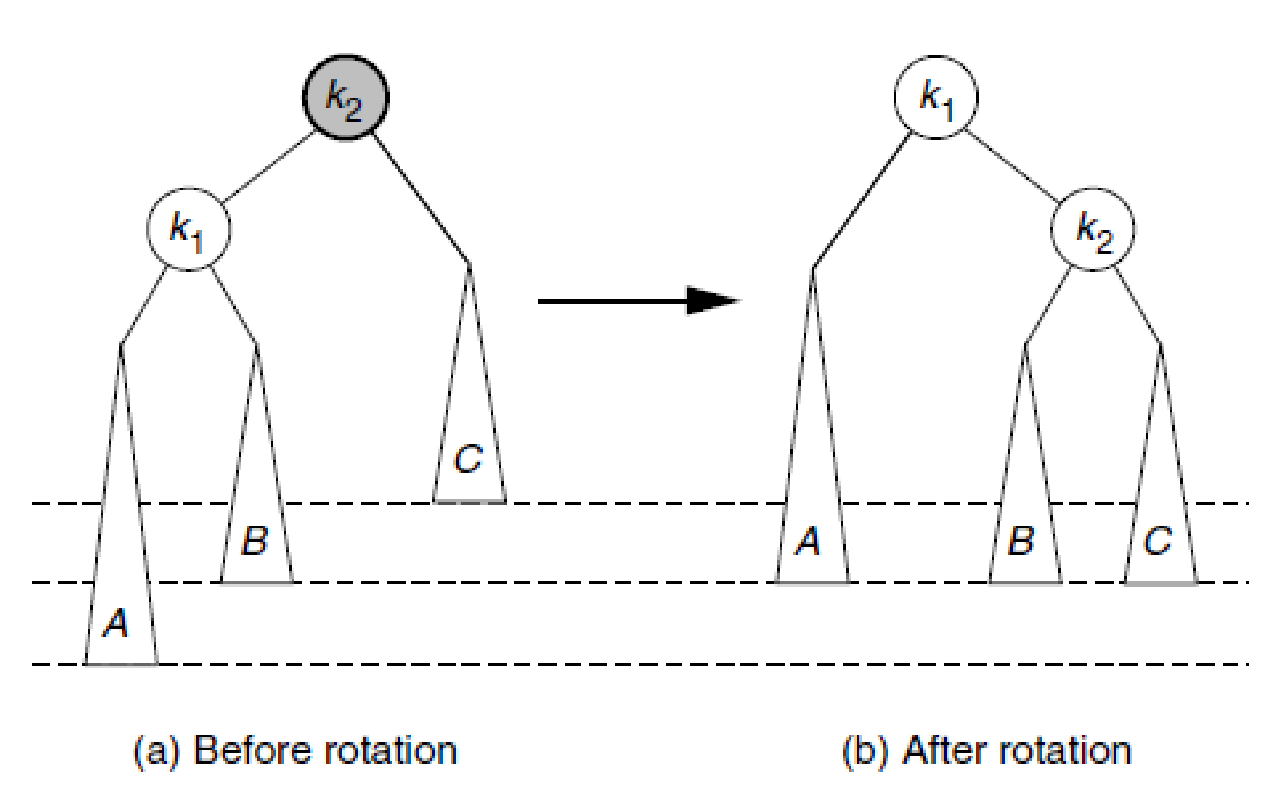 k2 k1
k1 k2
C
B A B C
A
(a) Before rotation (b) After rotation